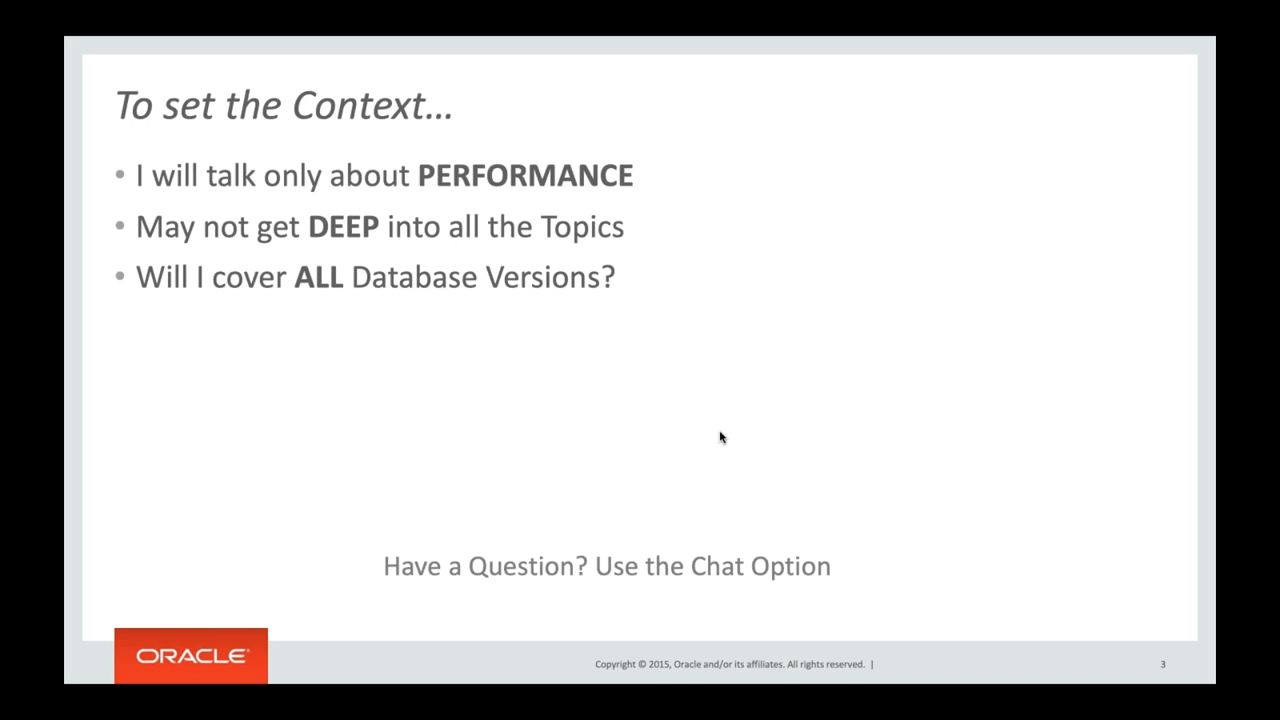 To set the Context...
• I will talk only about PERFORMANCE
• May not get DEEP into all the Topics
• Will I cover ALL Database Versions?
Have a Question? Use the Chat Option
ORACLE®
Copyright © 2015, Oracle and/or its affiliates. All rights reserved. |
3